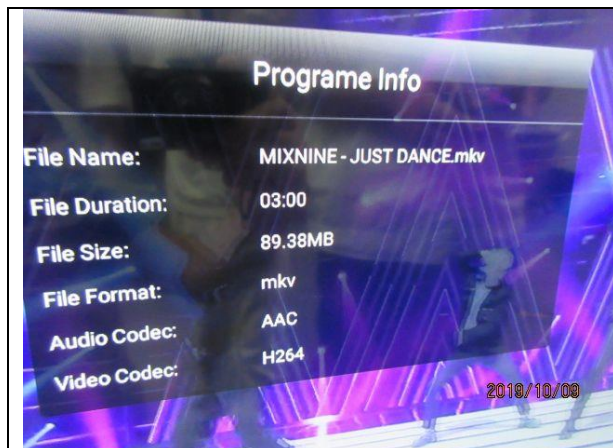 Programe Info
File Name: MIXNINE - JUST DANCE.mkv
File Duration: 03:00
File Size: 89.38MB
File Format: mkv
Audio Codec: AAC
Video Codec: H264
2019/10/09